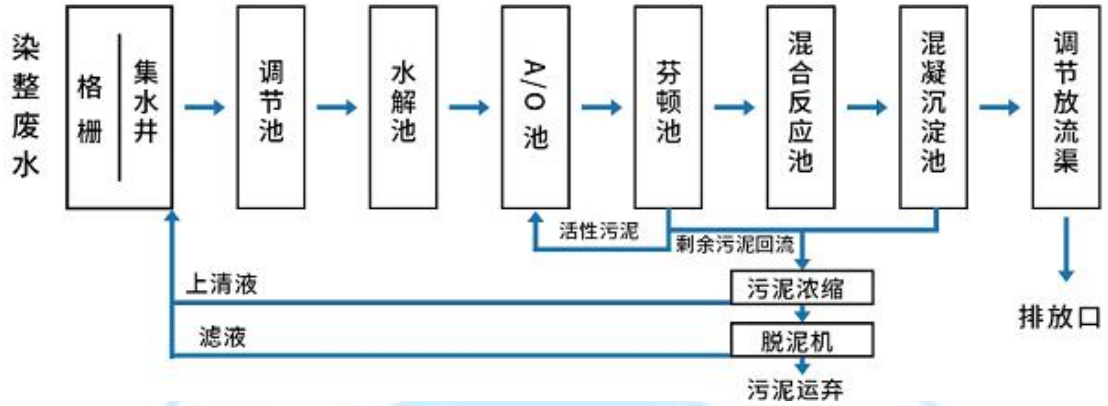 染整废水
格栅
集水井
调节池
水解池
A/O 池
芬顿池
混合反应池
混凝沉淀池
调节放流渠
活性污泥
剩余污泥回流
上清液
污泥浓缩
排放口
滤液
脱泥机
污泥运弃